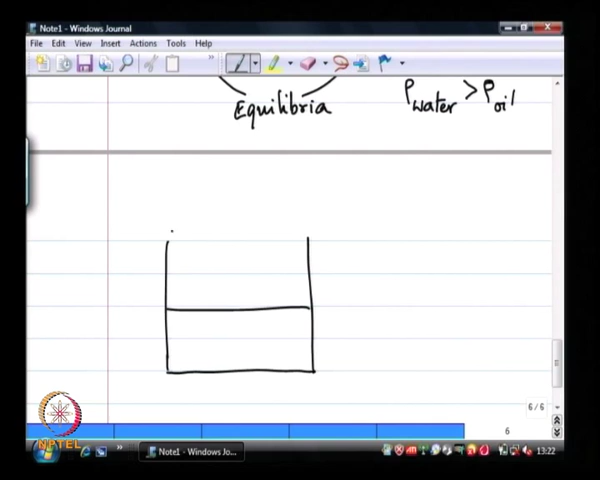 Note1 - Windows Journal
File Edit View Insert Actions Tools Help
Equilibria
ρwater > ρoil
6 / 6
6
NPTEL
Note1 - Windows Jo...
13:22